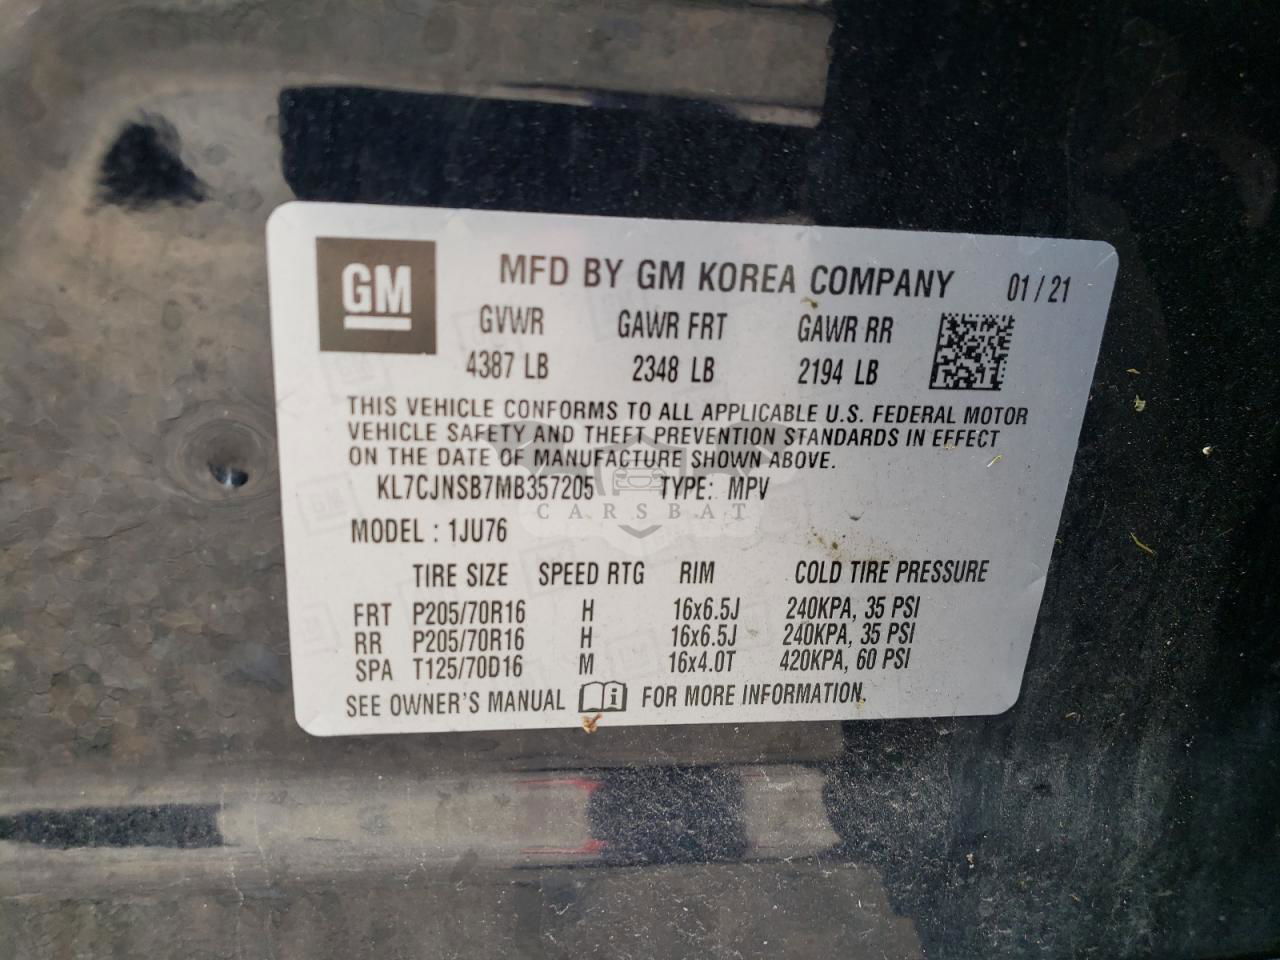 GM
MFD BY GM KOREA COMPANY 01/21
GVWR GAWR FRT GAWR RR
4387 LB 2348 LB 2194 LB
THIS VEHICLE CONFORMS TO ALL APPLICABLE U.S. FEDERAL MOTOR
VEHICLE SAFETY AND THEFT PREVENTION STANDARDS IN EFFECT
ON THE DATE OF MANUFACTURE SHOWN ABOVE.
KL7CJNSB7MB357205 TYPE: MPV
CARSBAT
MODEL : 1JU76
TIRE SIZE SPEED RTG RIM COLD TIRE PRESSURE
FRT P205/70R16 H 16x6.5J 240KPA, 35 PSI
RR P205/70R16 H 16x6.5J 240KPA, 35 PSI
SPA T125/70D16 M 16x4.0T 420KPA, 60 PSI
SEE OWNER'S MANUAL FOR MORE INFORMATION.